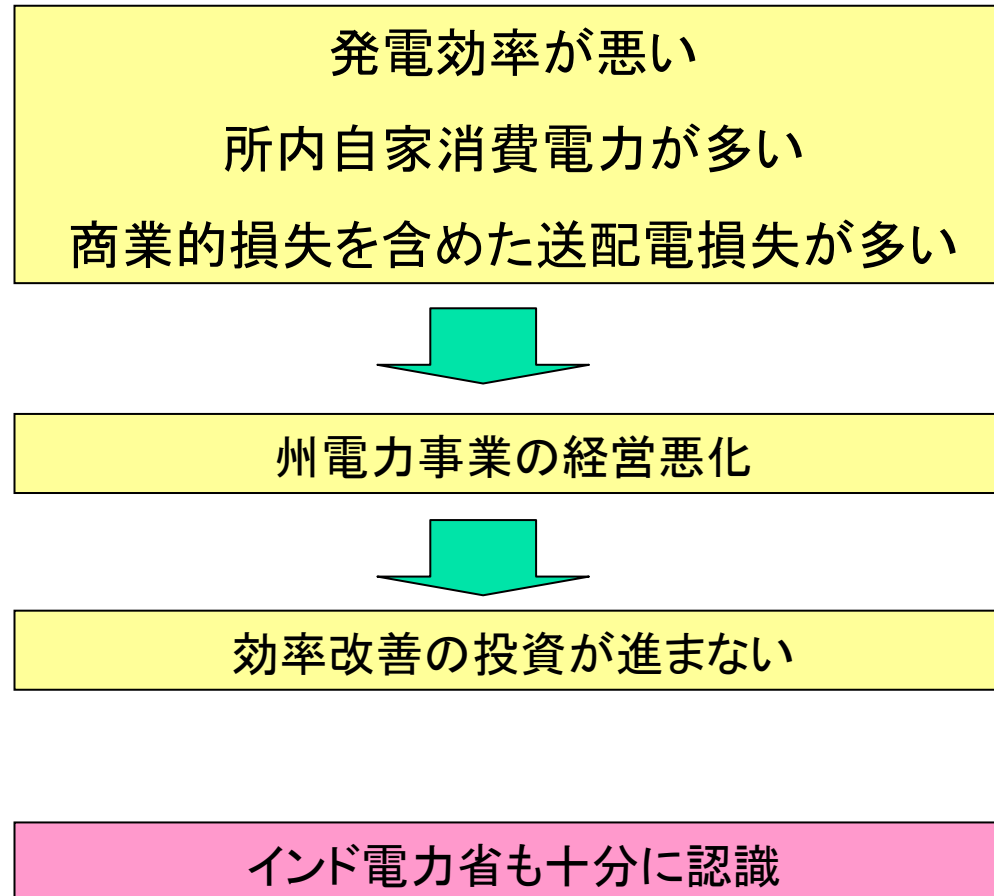 発電効率が悪い
所内自家消費電力が多い
商業的損失を含めた送配電損失が多い
州電力事業の経営悪化
効率改善の投資が進まない
インド電力省も十分に認識